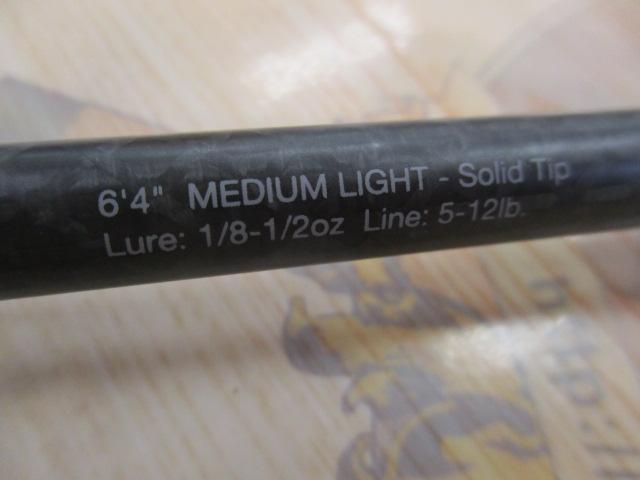 6'4" MEDIUM LIGHT - Solid Tip
Lure: 1/8-1/2oz Line: 5-12lb.